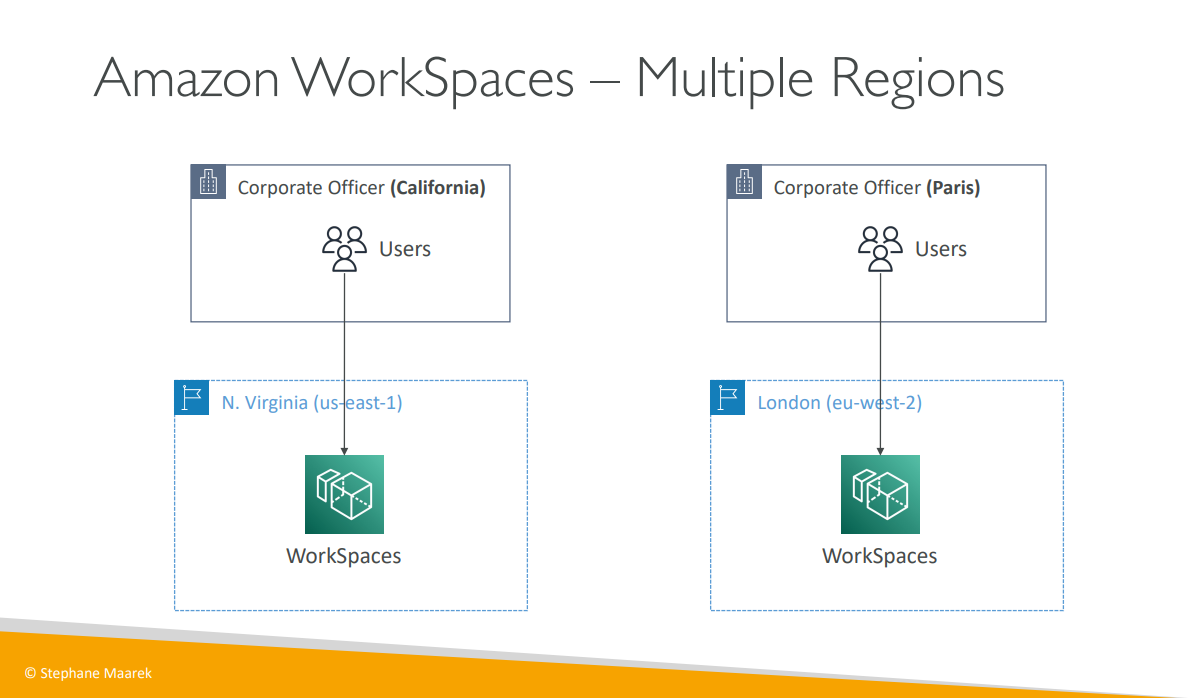 Amazon WorkSpaces – Multiple Regions
Corporate Officer (California)
Users
Corporate Officer (Paris)
Users
N. Virginia (us-east-1)
WorkSpaces
London (eu-west-2)
WorkSpaces
© Stephane Maarek